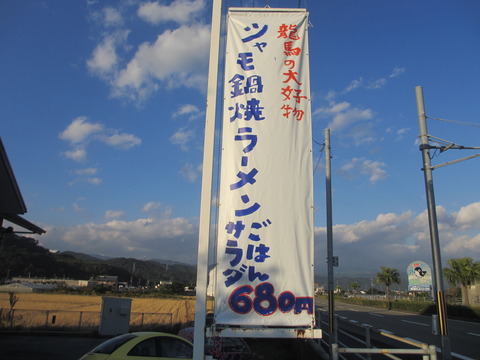 龍馬の大好物
シャモ鍋焼ラーメン
ごはん
サラダ
680円